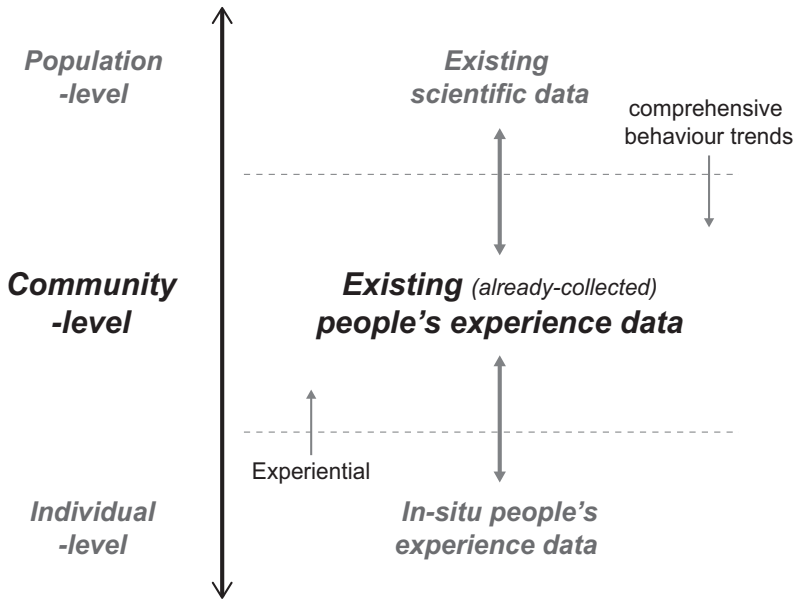 Population
-level
Existing
scientific data
comprehensive
behaviour trends
Community
-level
Existing (already-collected)
people's experience data
Experiential
Individual
-level
In-situ people's
experience data